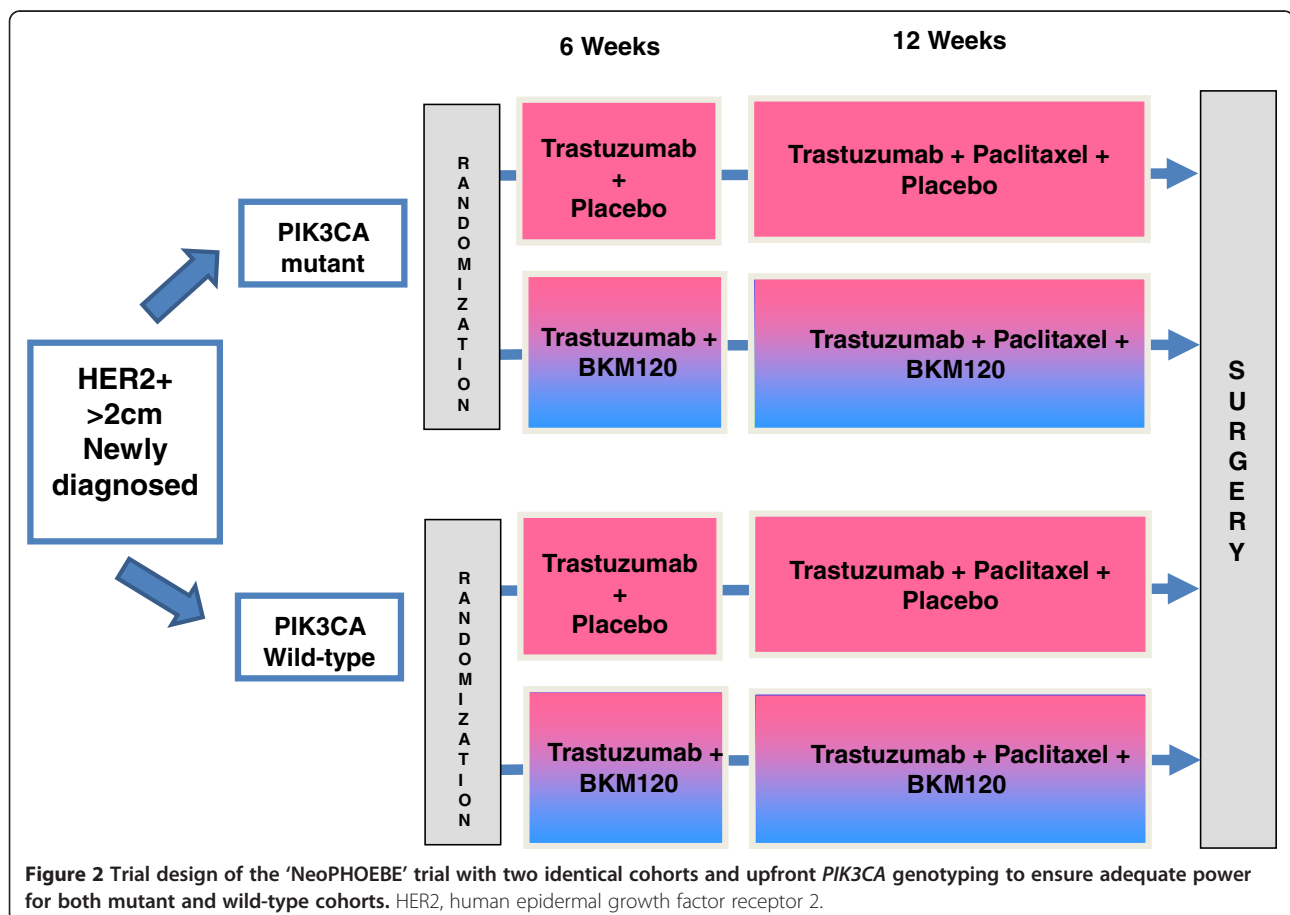 6 Weeks
12 Weeks
HER2+
>2cm
Newly
diagnosed
PIK3CA
mutant
RANDOMIZATION
Trastuzumab
+
Placebo
Trastuzumab + Paclitaxel +
Placebo
Trastuzumab +
BKM120
Trastuzumab + Paclitaxel +
BKM120
PIK3CA
Wild-type
RANDOMIZATION
Trastuzumab
+
Placebo
Trastuzumab + Paclitaxel +
Placebo
Trastuzumab +
BKM120
Trastuzumab + Paclitaxel +
BKM120
SURGERY
Figure 2 Trial design of the ‘NeoPHOEBE’ trial with two identical cohorts and upfront PIK3CA genotyping to ensure adequate power
for both mutant and wild-type cohorts. HER2, human epidermal growth factor receptor 2.